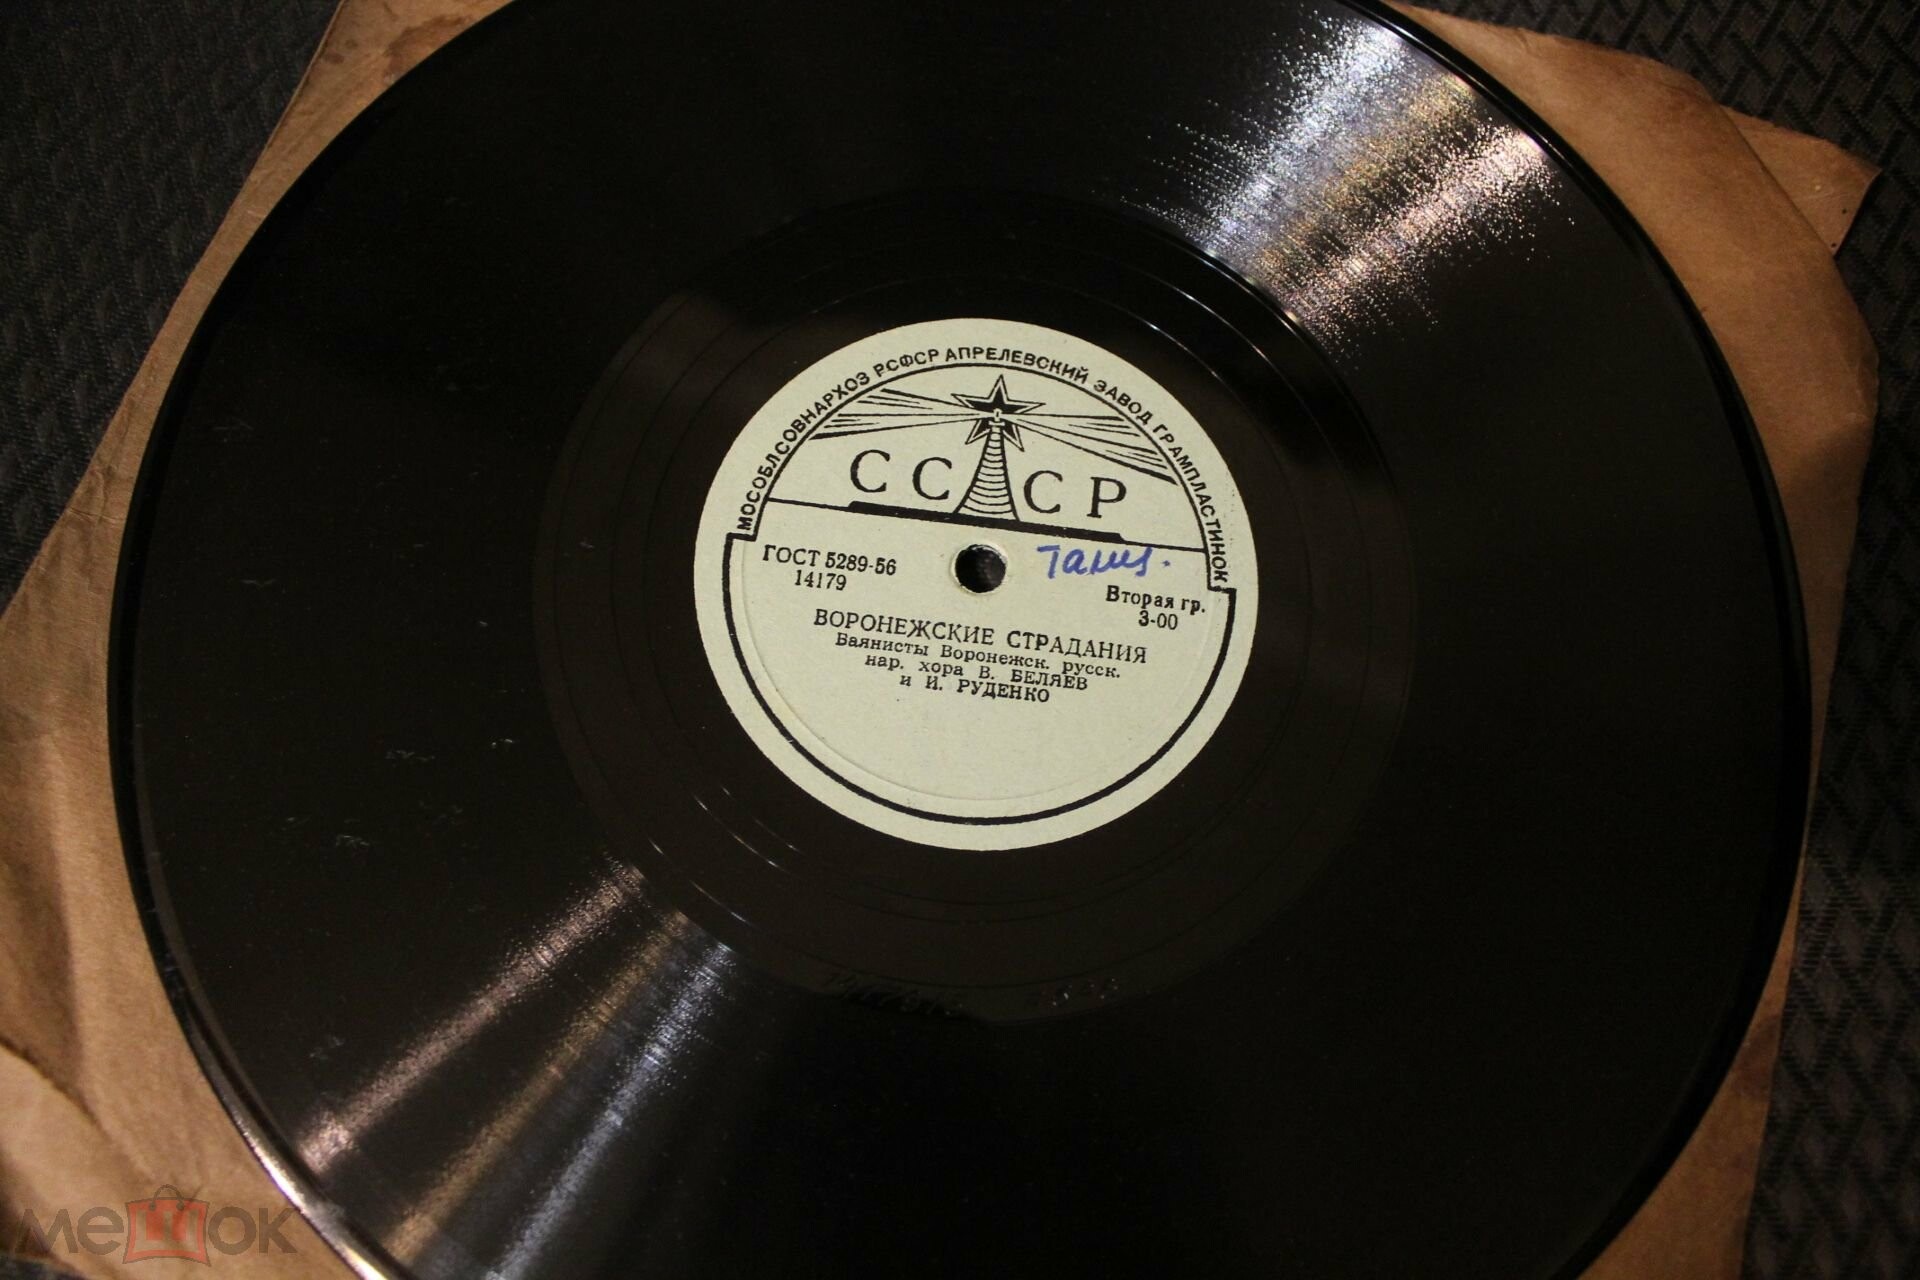 МОСОБЛСОВНАРХОЗ РСФСР АПРЕЛЕВСКИЙ ЗАВОД ГРАМПЛАСТИНОК
СССР
ГОСТ 5289-56
14179
Танц.
Вторая гр.
3-00
ВОРОНЕЖСКИЕ СТРАДАНИЯ
Баянисты Воронежск. русск.
нар. хора В. БЕЛЯЕВ
и И. РУДЕНКО
мешок